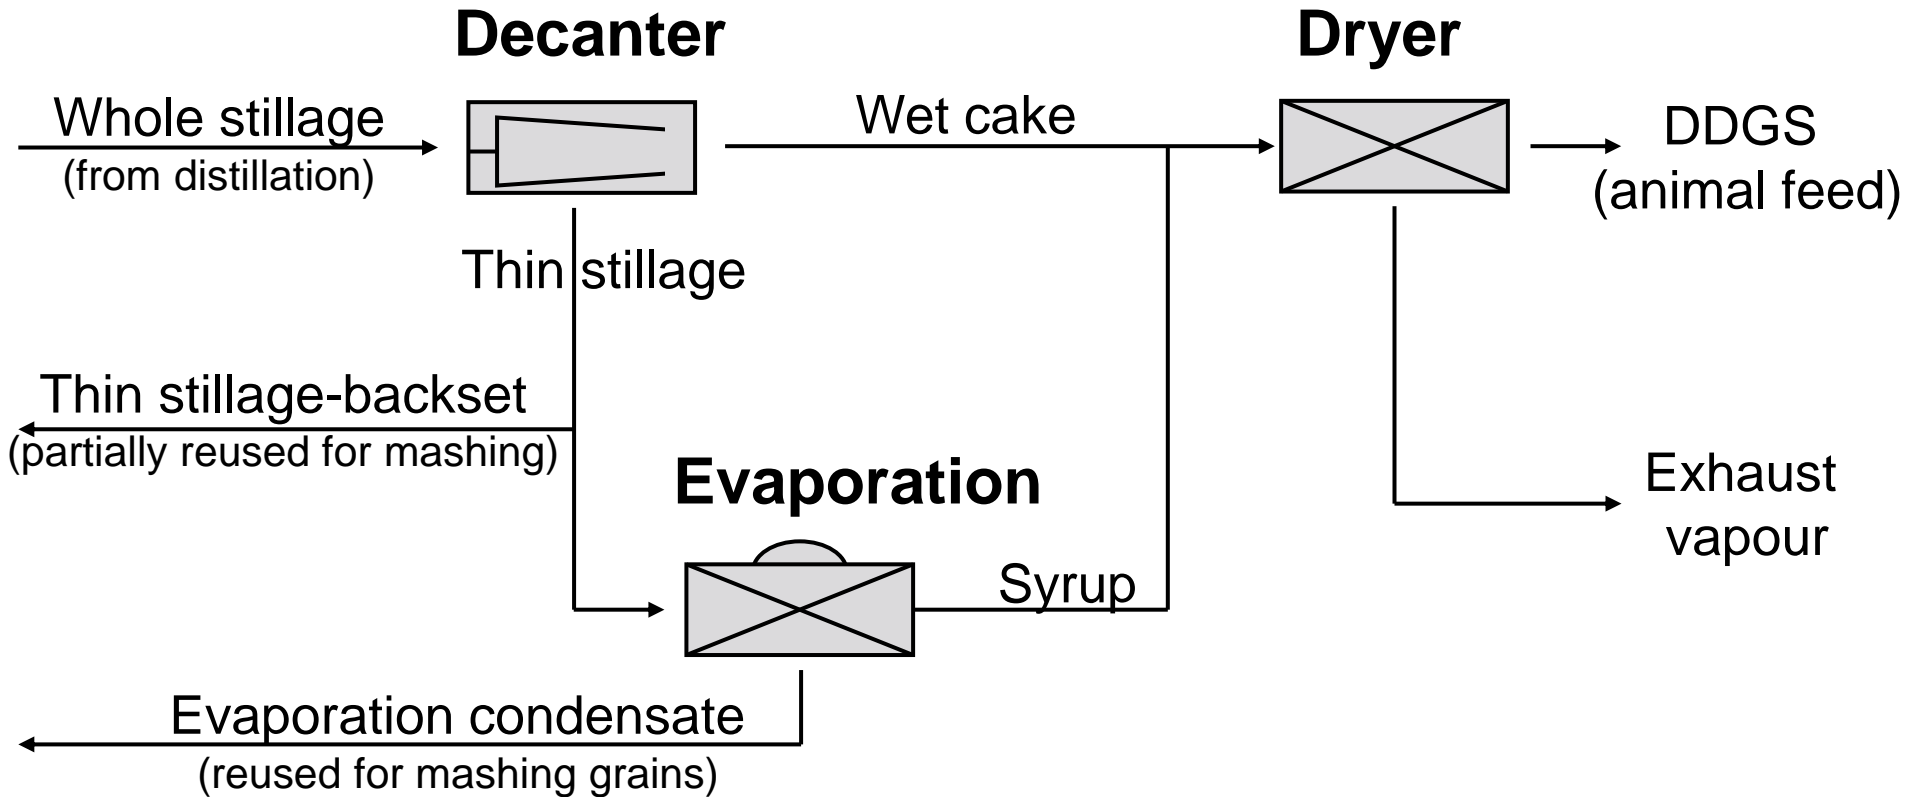 Decanter
Dryer
Whole stillage
(from distillation)
Wet cake
DDGS
(animal feed)
Thin stillage
Thin stillage-backset
(partially reused for mashing)
Evaporation
Exhaust
vapour
Syrup
Evaporation condensate
(reused for mashing grains)